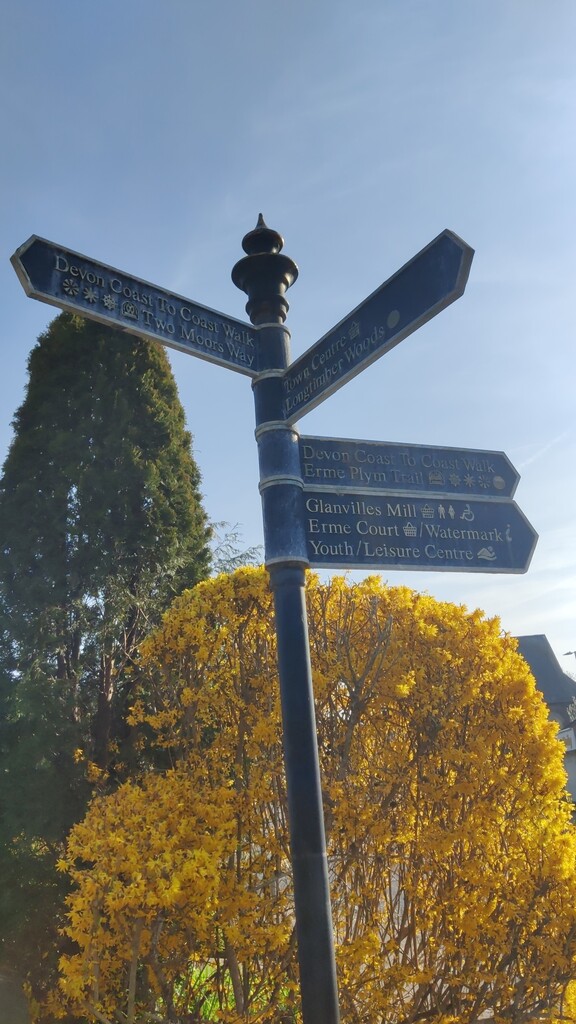 Devon Coast To Coast Walk
Two Moors Way
Town Centre
Longtimber Woods
Devon Coast To Coast Walk
Erme Plym Trail
Glanvilles Mill
Erme Court /Watermark
Youth/Leisure Centre